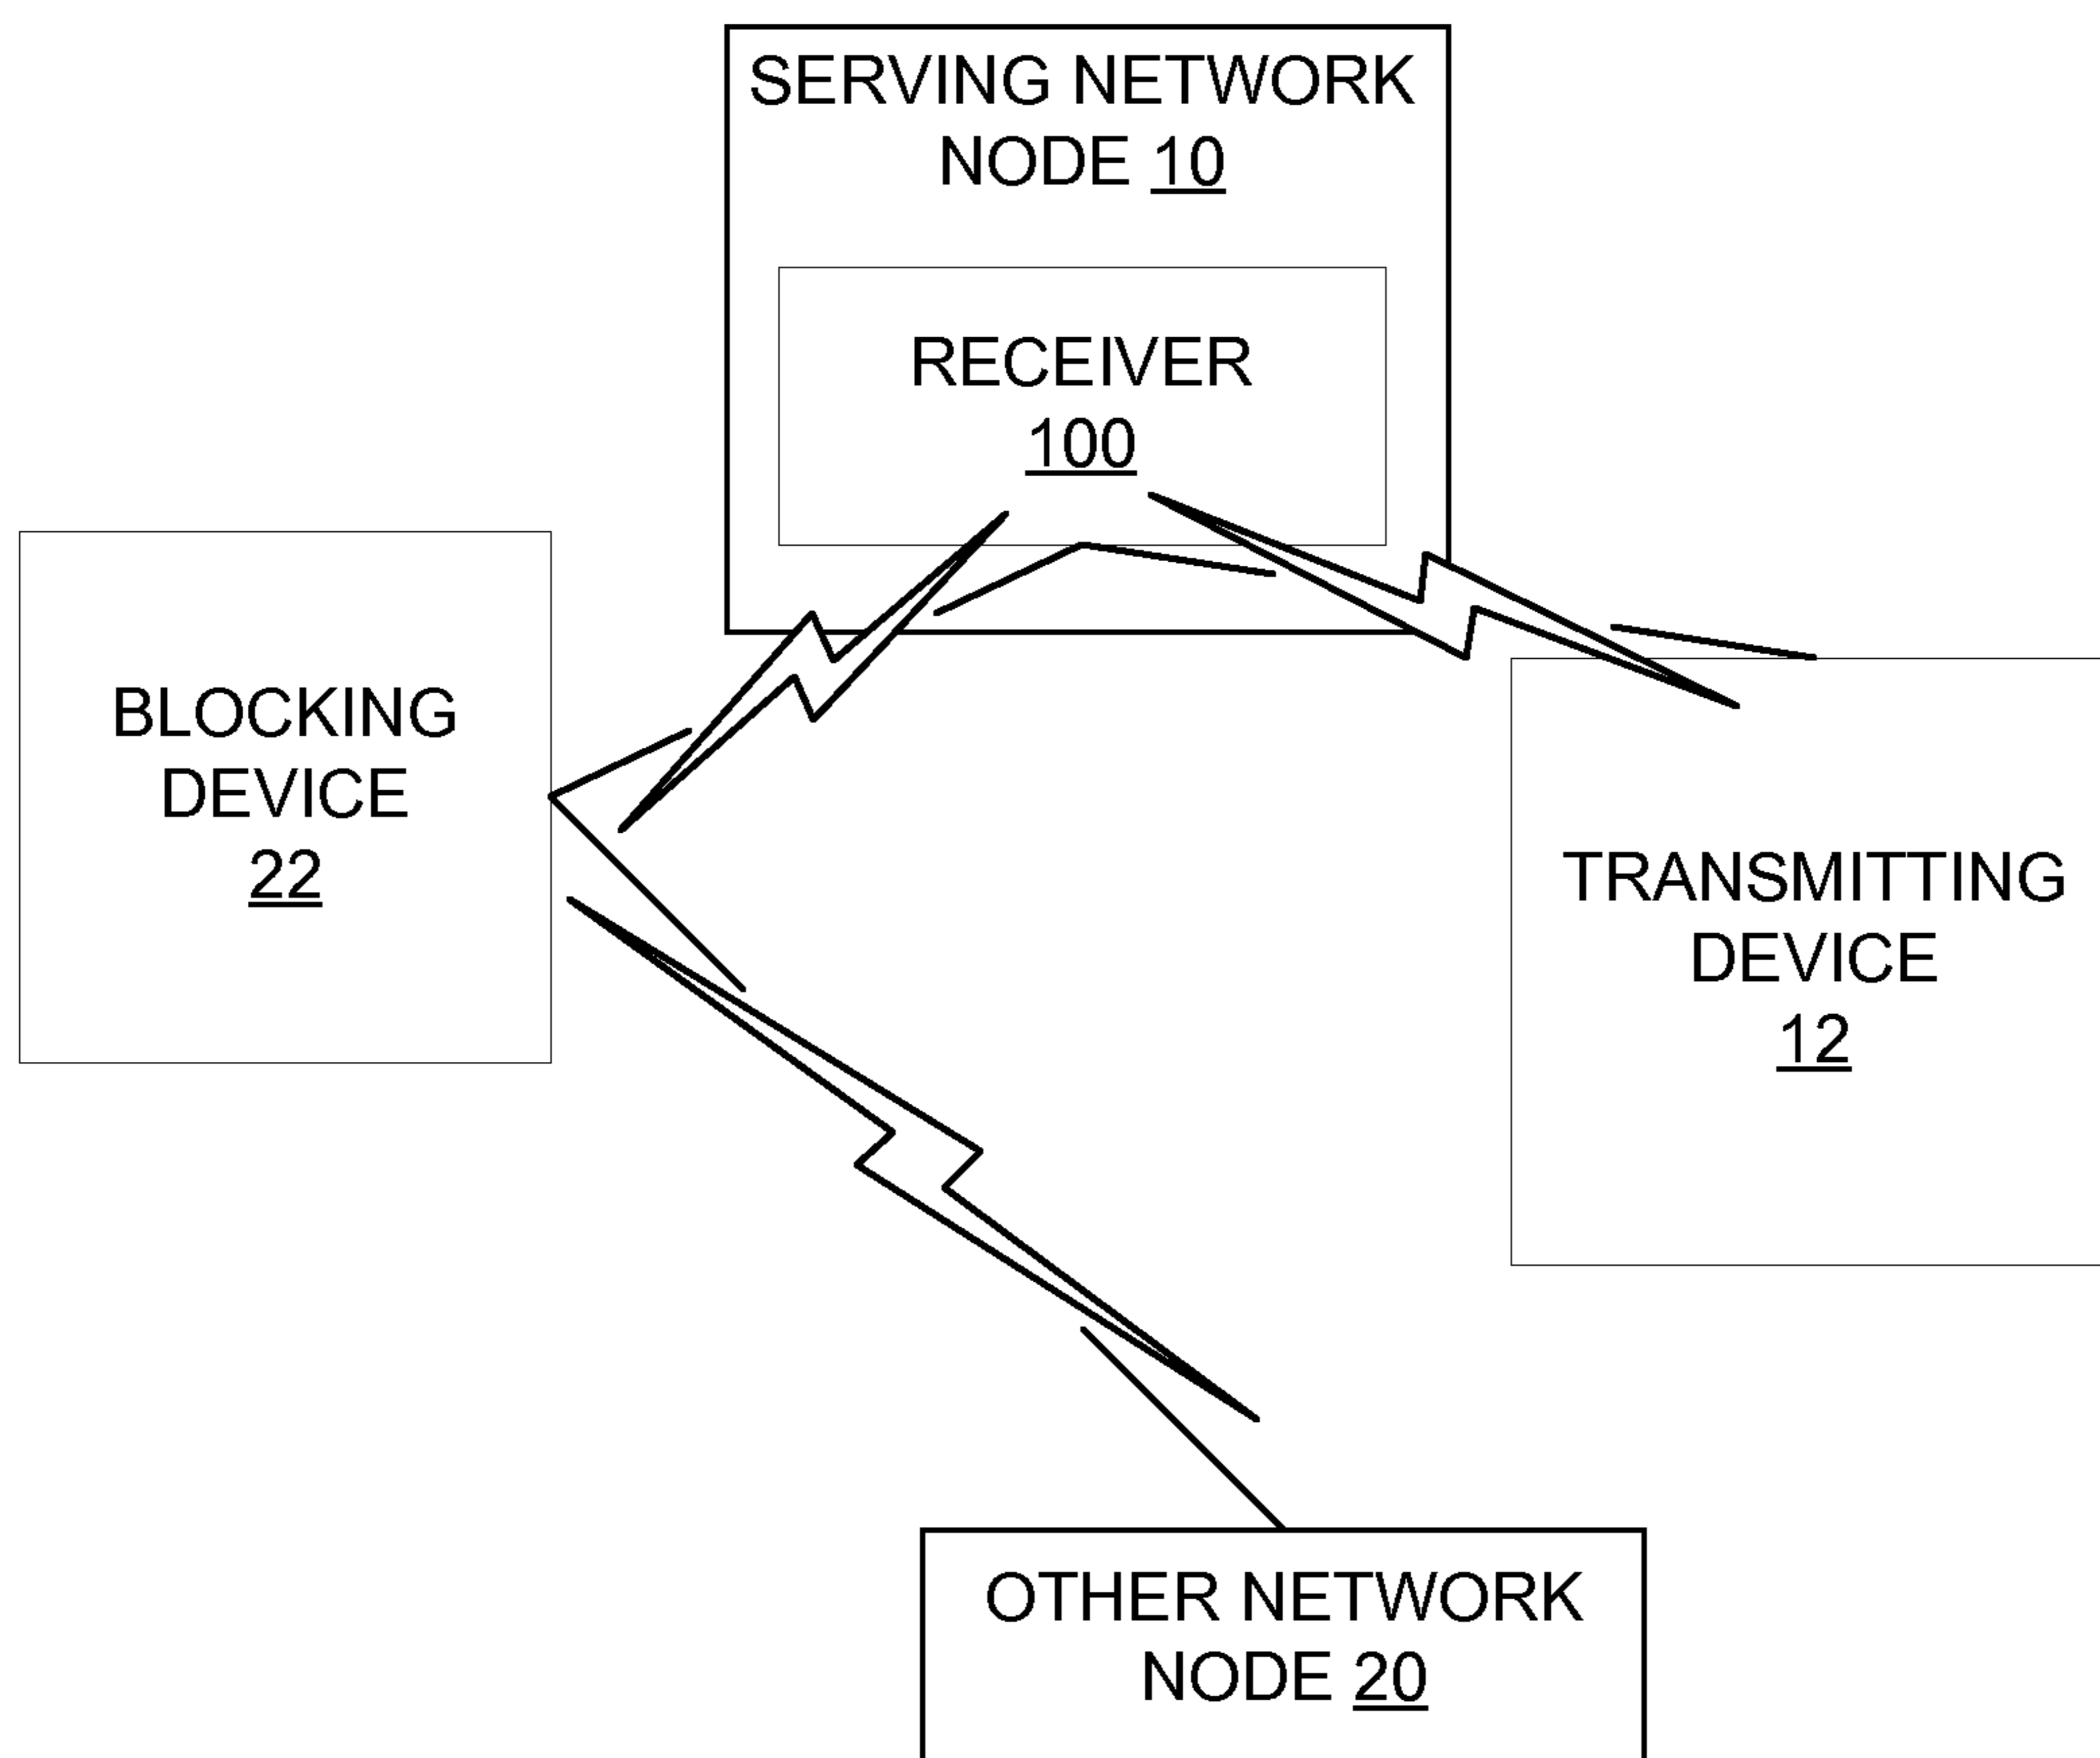 SERVING NETWORK
NODE 10
RECEIVER
100
BLOCKING
DEVICE
22
TRANSMITTING
DEVICE
12
OTHER NETWORK
NODE 20